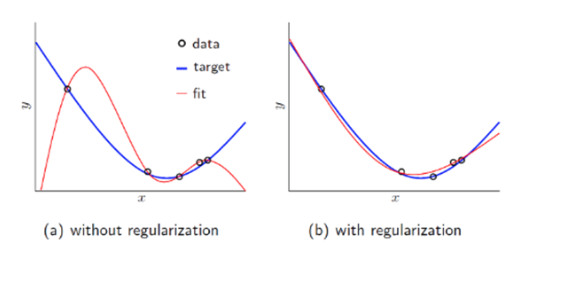 data
target
fit
y
x
(a) without regularization
y
x
(b) with regularization